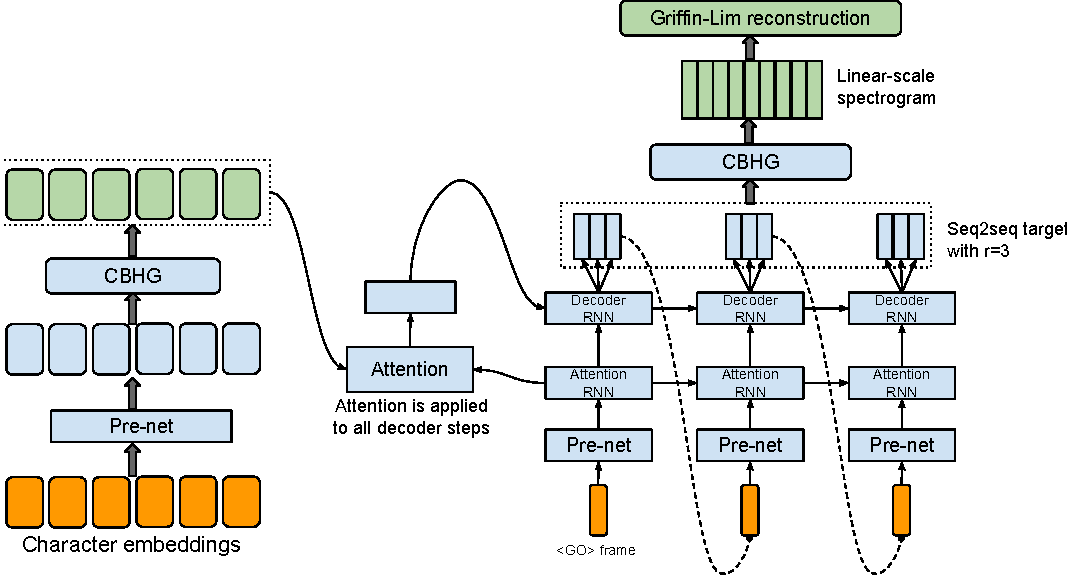 Griffin-Lim reconstruction
Linear-scale
spectrogram
CBHG
Seq2seq target
with r=3
CBHG
Pre-net
Character embeddings
Attention
Attention is applied
to all decoder steps
Decoder
RNN
Decoder
RNN
Decoder
RNN
Attention
RNN
Attention
RNN
Attention
RNN
Pre-net
Pre-net
Pre-net
<GO> frame